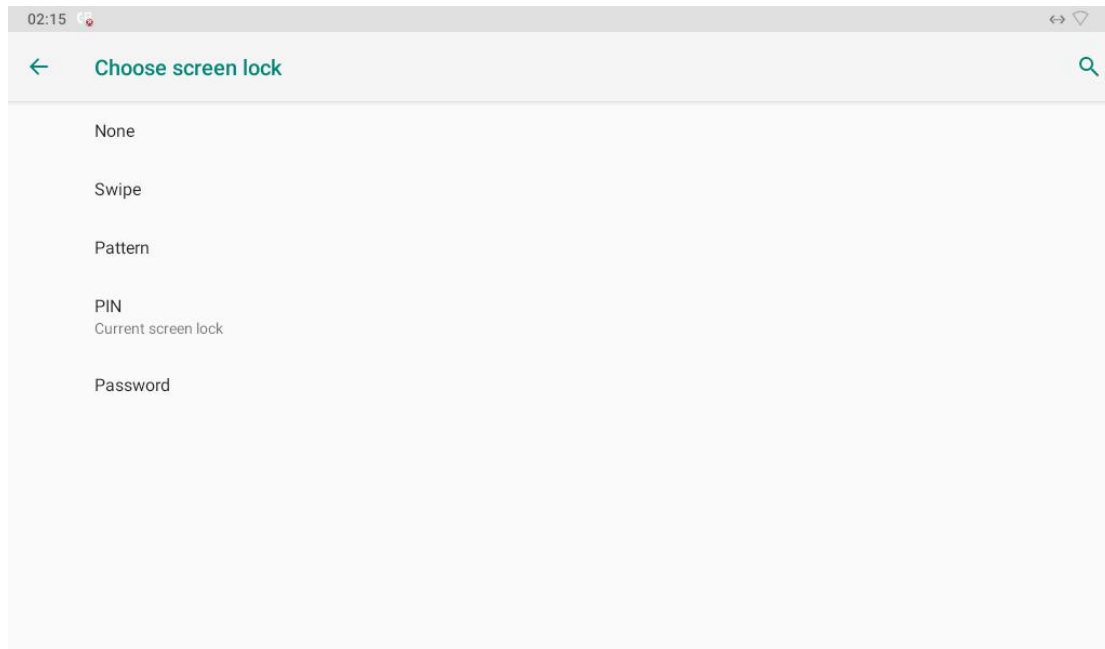 02:15
Choose screen lock
None
Swipe
Pattern
PIN
Current screen lock
Password